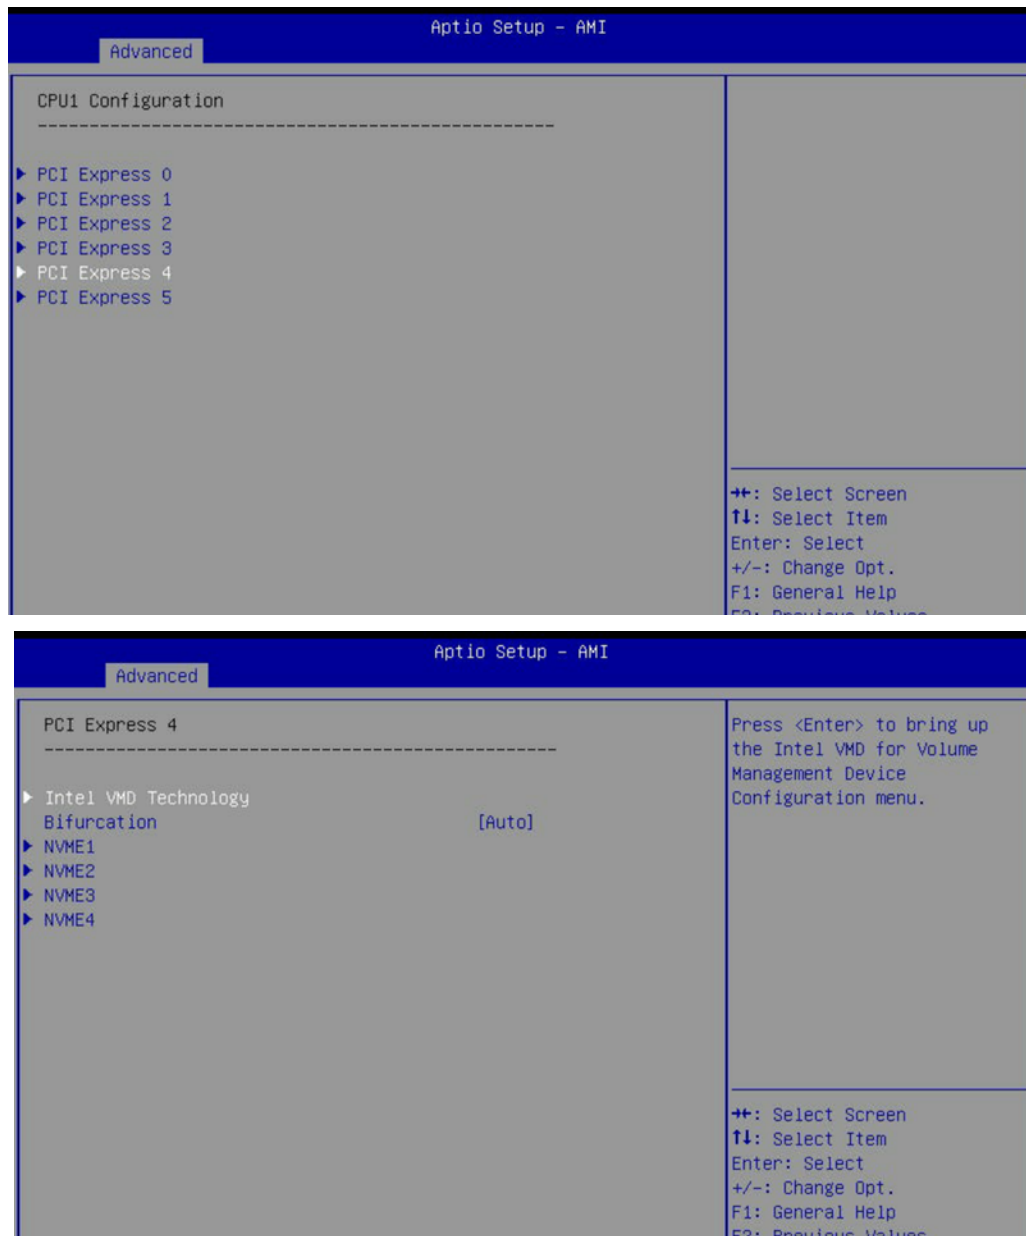 Aptio Setup - AMI
Advanced
CPU1 Configuration
--------------------------------------------------
PCI Express 0
PCI Express 1
PCI Express 2
PCI Express 3
PCI Express 4
PCI Express 5
→←: Select Screen
↑↓: Select Item
Enter: Select
+/-: Change Opt.
F1: General Help
Aptio Setup - AMI
Advanced
PCI Express 4
--------------------------------------------------
Intel VMD Technology
Bifurcation [Auto]
NVME1
NVME2
NVME3
NVME4
Press <Enter> to bring up
the Intel VMD for Volume
Management Device
Configuration menu.
→←: Select Screen
↑↓: Select Item
Enter: Select
+/-: Change Opt.
F1: General Help